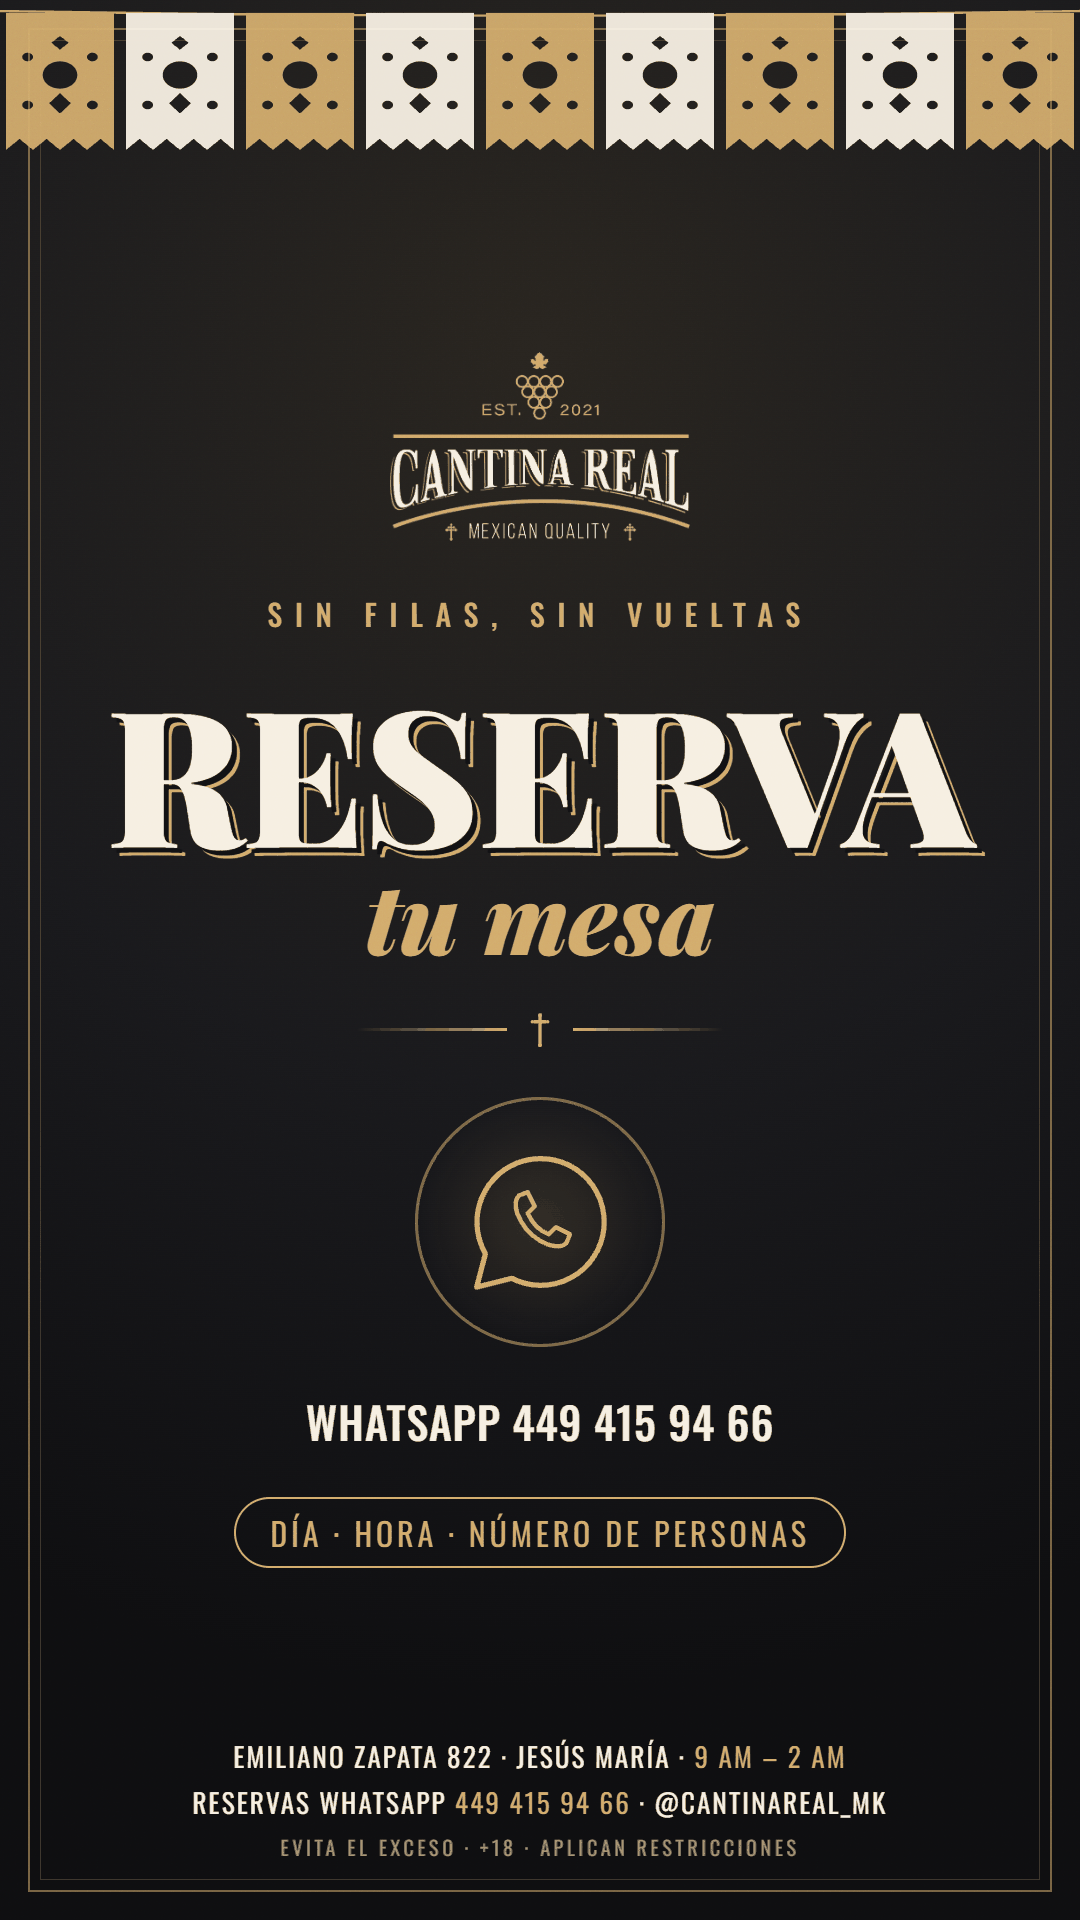 EST. 2021
CANTINA REAL
MEXICAN QUALITY
SIN FILAS, SIN VUELTAS
RESERVA
tu mesa
WHATSAPP 449 415 94 66
DÍA · HORA · NÚMERO DE PERSONAS
EMILIANO ZAPATA 822 · JESÚS MARÍA · 9 AM – 2 AM
RESERVAS WHATSAPP 449 415 94 66 · @CANTINAREAL_MK
EVITA EL EXCESO · +18 · APLICAN RESTRICCIONES